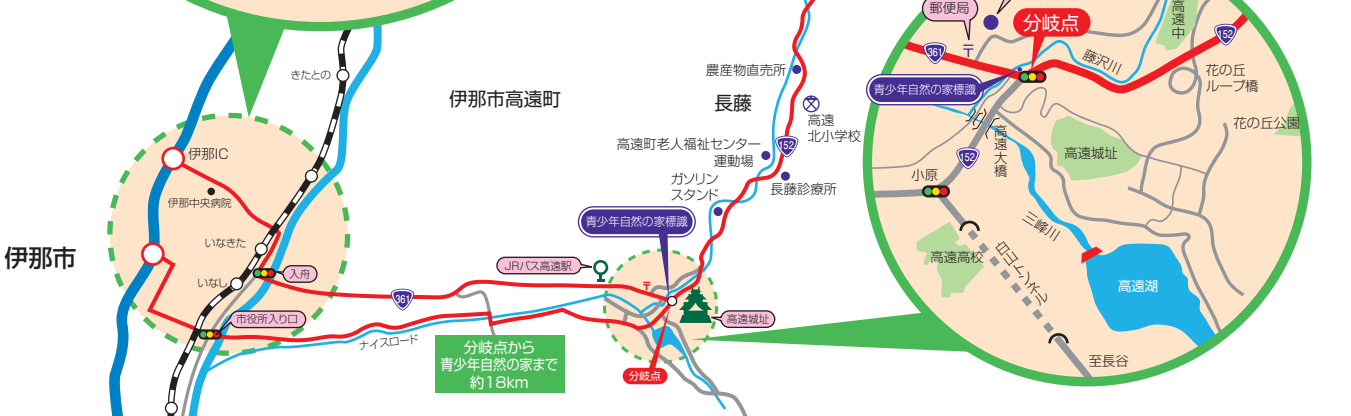 伊那市
きたとの
伊那IC
伊那中央病院
いなきた
いなし
入舟
市役所入り口
伊那市高遠町
361
ナイスロード
JRバス高遠駅
分岐点から
青少年自然の家まで
約18km
農産物直売所
長藤
高遠
北小学校
152
高遠町老人福祉センター
運動場
長藤診療所
ガソリン
スタンド
青少年自然の家標識
〒
高遠城址
分岐点
郵便局
〒
分岐点
高遠中
361
152
藤沢川
花の丘
ループ橋
青少年自然の家標識
花の丘公園
高遠大橋
高遠城址
152
小原
三峰川
高遠高校
白山トンネル
高遠湖
至長谷